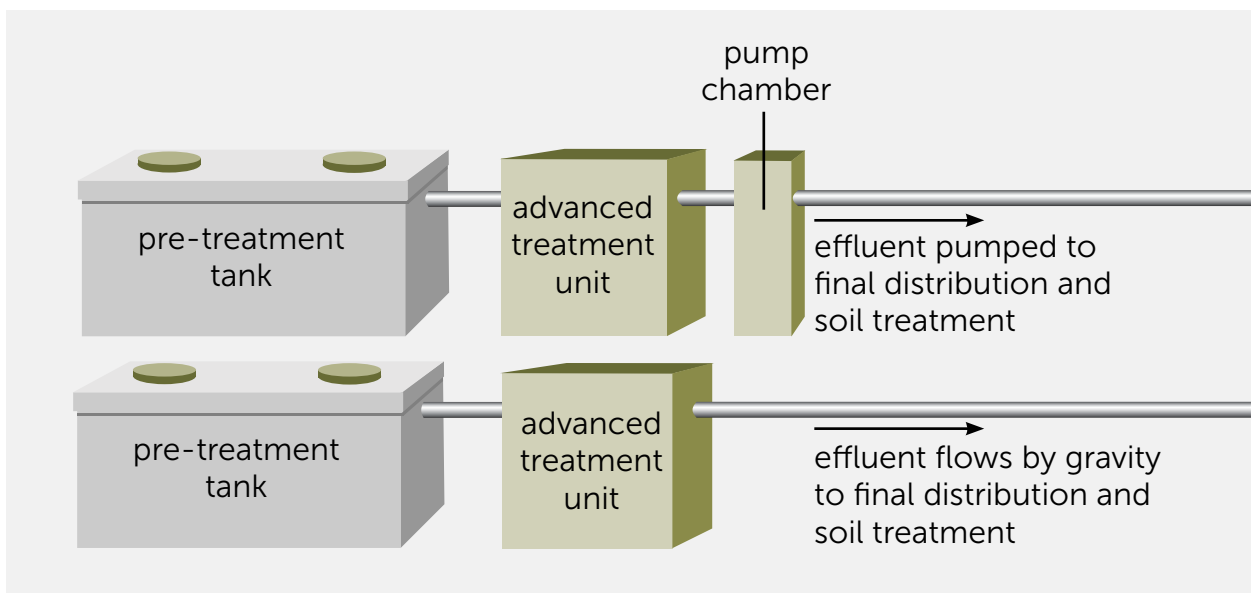 pump
chamber
pre-treatment
tank
advanced
treatment
unit
effluent pumped to
final distribution and
soil treatment
pre-treatment
tank
advanced
treatment
unit
effluent flows by gravity
to final distribution and
soil treatment